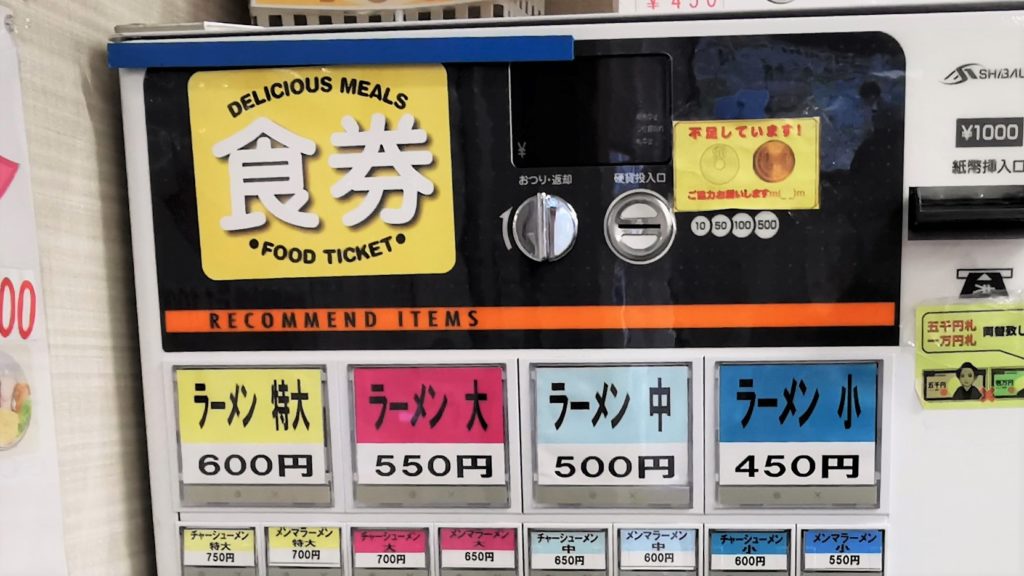 ¥450
DELICIOUS MEALS
食券
•FOOD TICKET•
¥
おつり・返却
硬貨投入口
不足しています!
ご協力お願いしますm(_ _)m
10 50 100 500
SHiBAU
¥1000
紙幣挿入口
RECOMMEND ITEMS
五千円札
一万円札
両替致し
五千円
00
ラーメン 特大
600円
ラーメン 大
550円
ラーメン 中
500円
ラーメン 小
450円
チャーシューメン
特大
750円
メンマラーメン
特大
700円
チャーシューメン
大
700円
メンマラーメン
大
650円
チャーシューメン
中
650円
メンマラーメン
中
600円
チャーシューメン
小
600円
メンマラーメン
小
550円